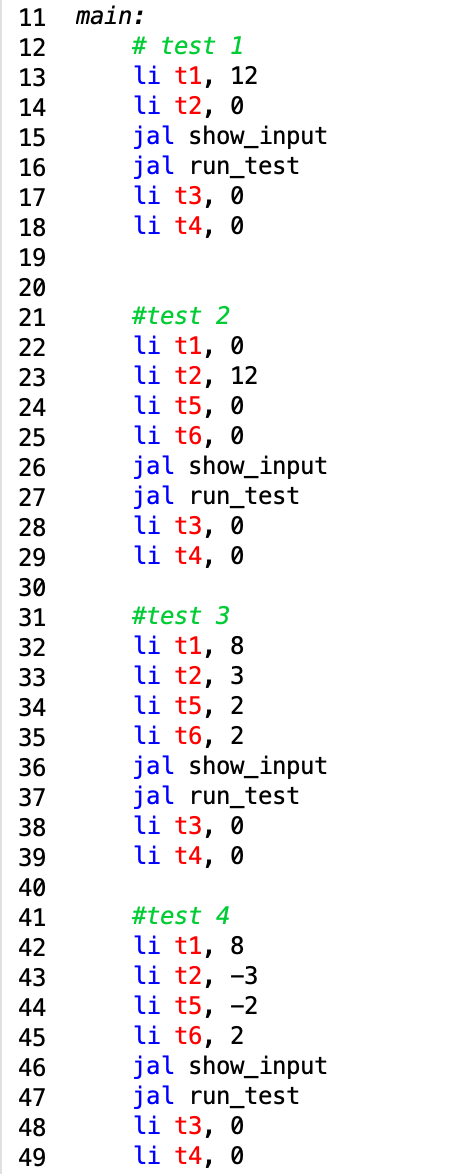 11 main:
12 # test 1
13 li t1, 12
14 li t2, 0
15 jal show_input
16 jal run_test
17 li t3, 0
18 li t4, 0
19
20
21 #test 2
22 li t1, 0
23 li t2, 12
24 li t5, 0
25 li t6, 0
26 jal show_input
27 jal run_test
28 li t3, 0
29 li t4, 0
30
31 #test 3
32 li t1, 8
33 li t2, 3
34 li t5, 2
35 li t6, 2
36 jal show_input
37 jal run_test
38 li t3, 0
39 li t4, 0
40
41 #test 4
42 li t1, 8
43 li t2, -3
44 li t5, -2
45 li t6, 2
46 jal show_input
47 jal run_test
48 li t3, 0
49 li t4, 0